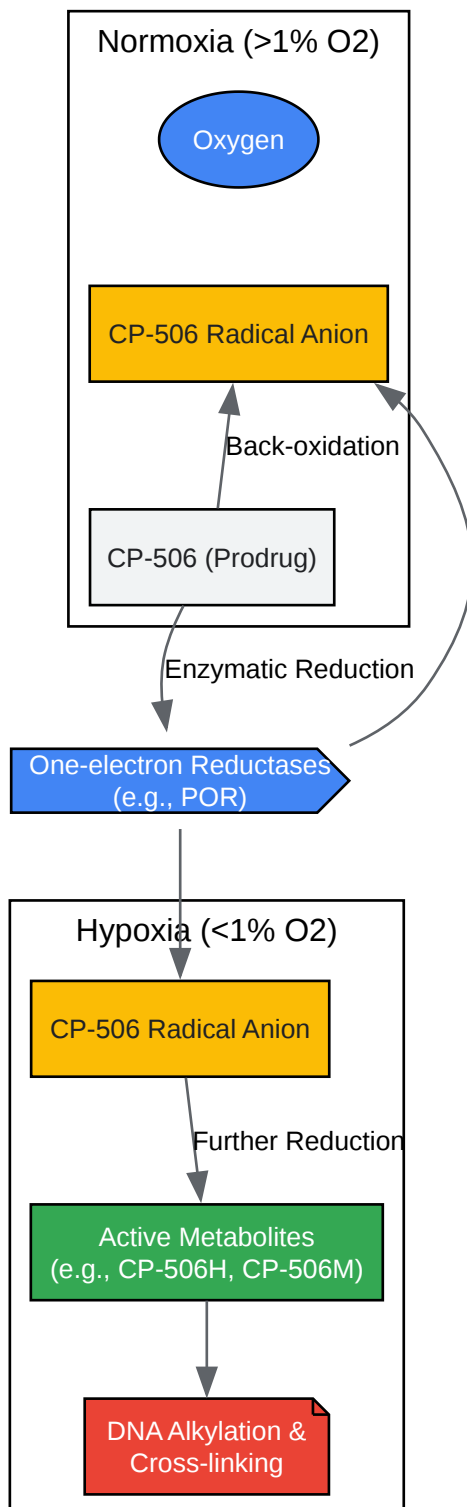 Normoxia (>1% O2)
Oxygen
CP-506 Radical Anion
Back-oxidation
CP-506 (Prodrug)
Enzymatic Reduction
One-electron Reductases
(e.g., POR)
Hypoxia (<1% O2)
CP-506 Radical Anion
Further Reduction
Active Metabolites
(e.g., CP-506H, CP-506M)
DNA Alkylation &
Cross-linking